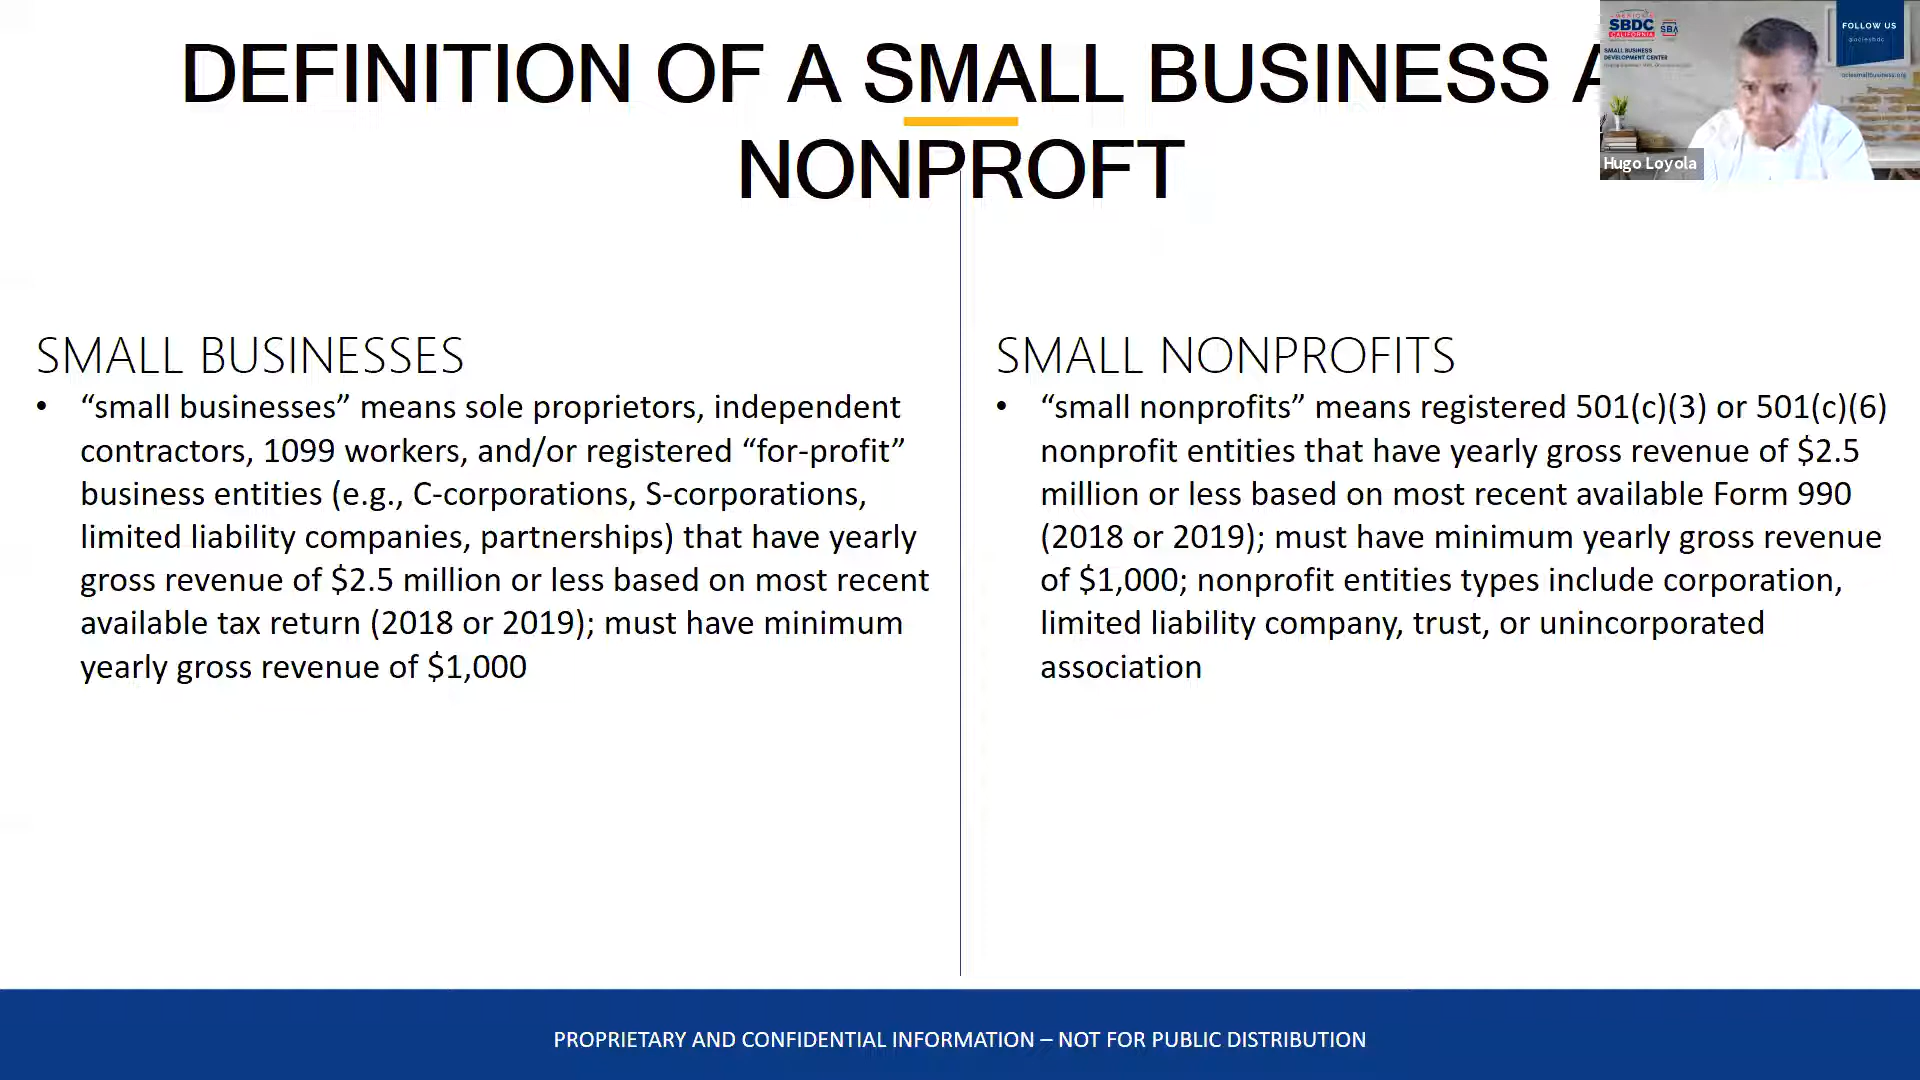 DEFINITION OF A SMALL BUSINESS A
NONPROFT
SMALL BUSINESSES
• “small businesses” means sole proprietors, independent
contractors, 1099 workers, and/or registered “for-profit”
business entities (e.g., C-corporations, S-corporations,
limited liability companies, partnerships) that have yearly
gross revenue of $2.5 million or less based on most recent
available tax return (2018 or 2019); must have minimum
yearly gross revenue of $1,000
SMALL NONPROFITS
• “small nonprofits” means registered 501(c)(3) or 501(c)(6)
nonprofit entities that have yearly gross revenue of $2.5
million or less based on most recent available Form 990
(2018 or 2019); must have minimum yearly gross revenue
of $1,000; nonprofit entities types include corporation,
limited liability company, trust, or unincorporated
association
PROPRIETARY AND CONFIDENTIAL INFORMATION – NOT FOR PUBLIC DISTRIBUTION
SBDC
CALIFORNIA
SBA
SMALL BUSINESS
DEVELOPMENT CENTER
FOLLOW US
Hugo Loyola